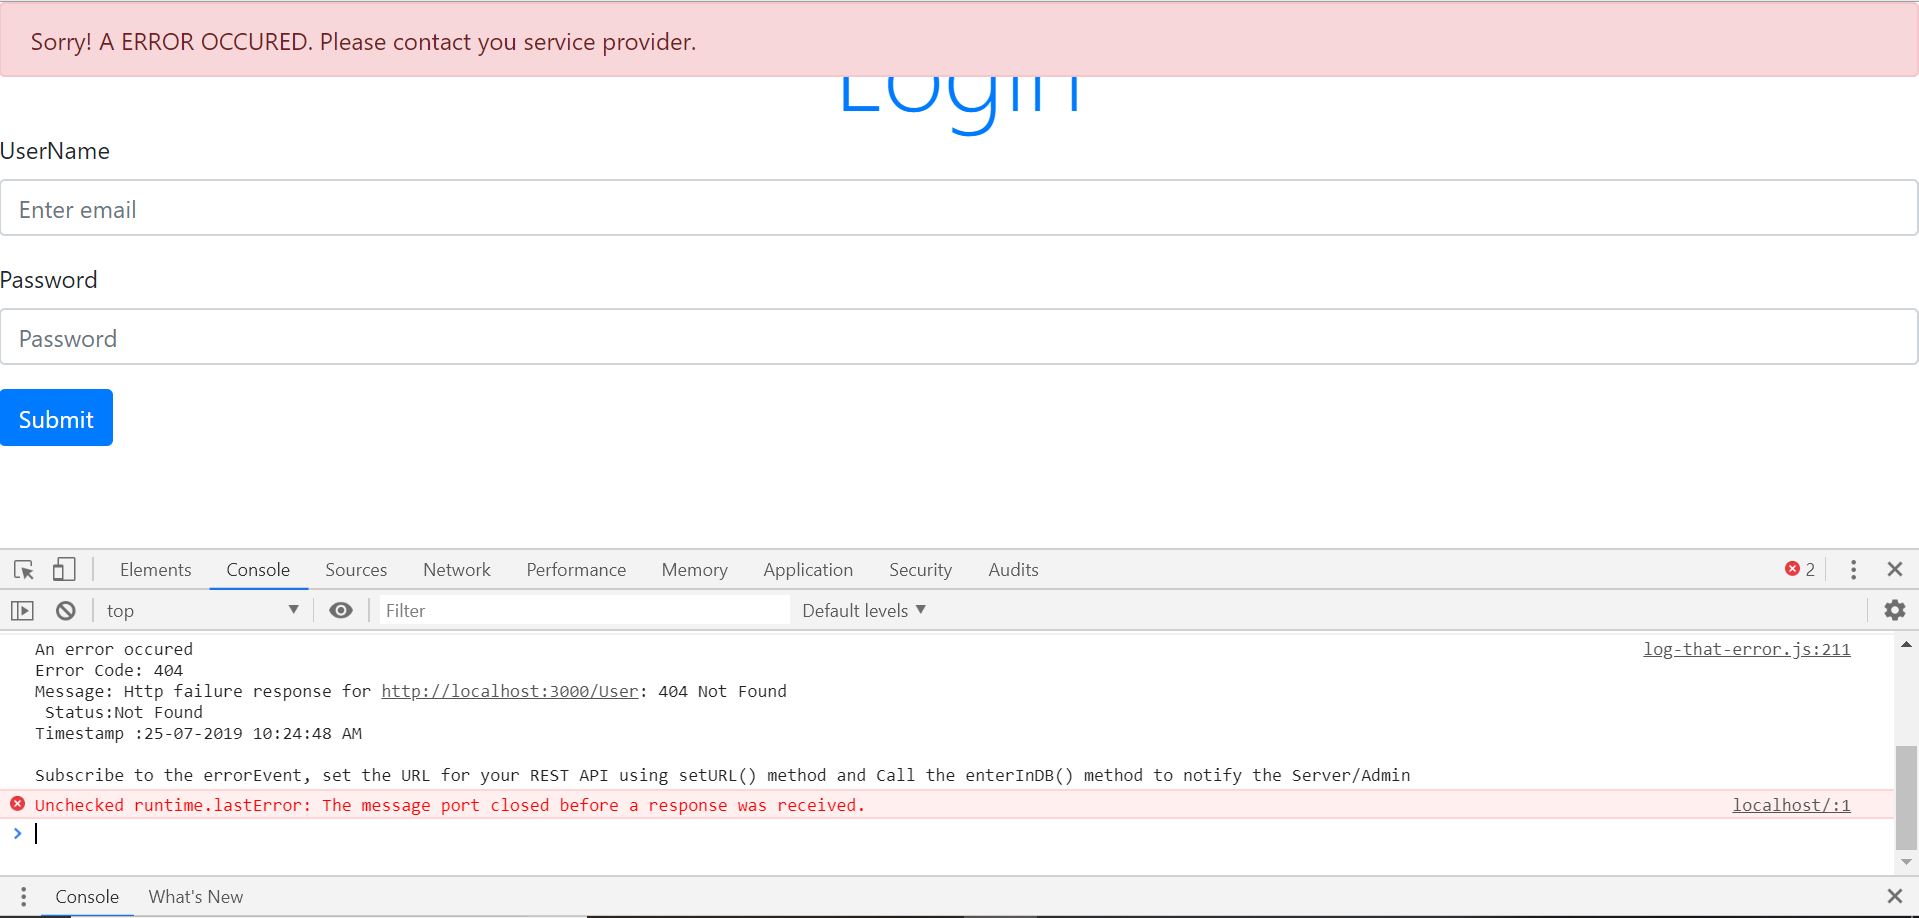 Sorry! A ERROR OCCURED. Please contact you service provider.
Login
UserName
Enter email
Password
Password
Submit
Elements Console Sources Network Performance Memory Application Security Audits 2
top Filter Default levels
An error occured log-that-error.js:211
Error Code: 404
Message: Http failure response for http://localhost:3000/User: 404 Not Found
Status:Not Found
Timestamp :25-07-2019 10:24:48 AM
Subscribe to the errorEvent, set the URL for your REST API using setURL() method and Call the enterInDB() method to notify the Server/Admin
Unchecked runtime.lastError: The message port closed before a response was received. localhost/:1
Console What's New